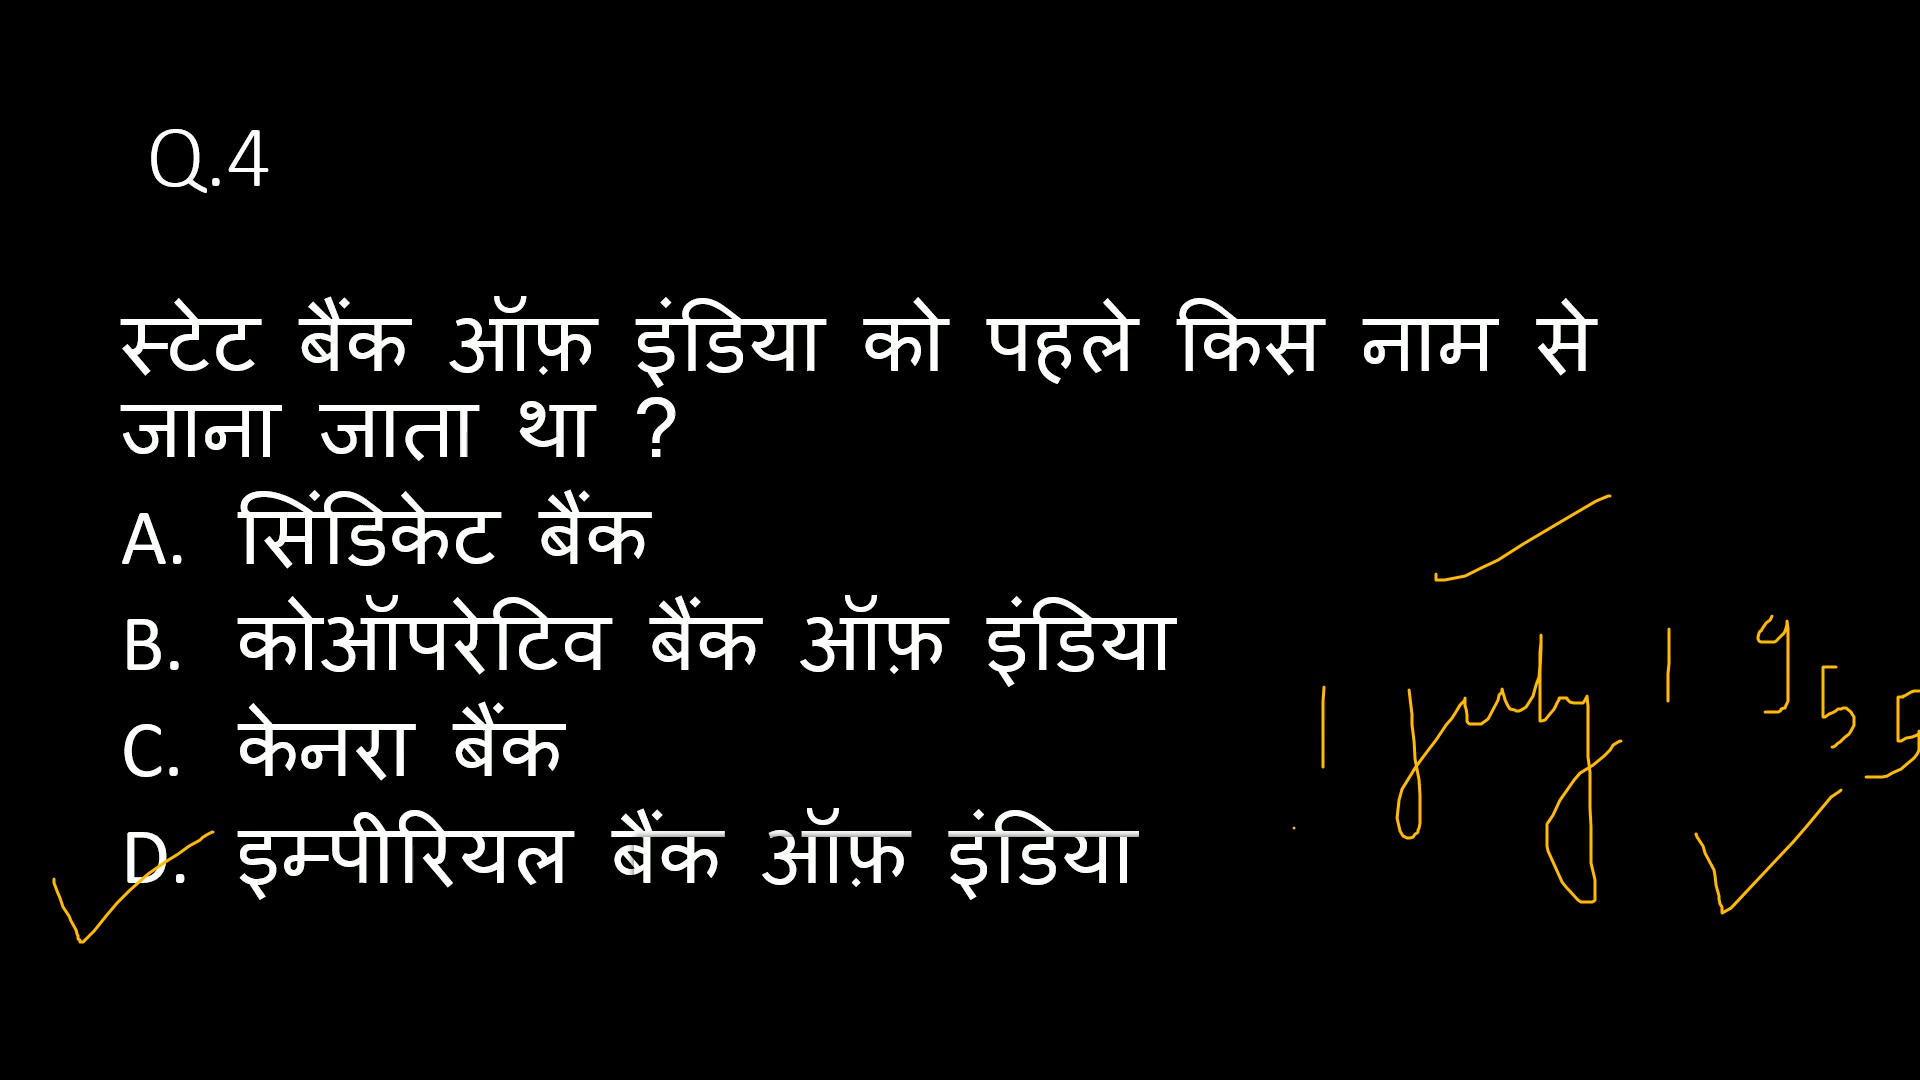 Q.4
स्टेट बैंक ऑफ़ इंडिया को पहले किस नाम से
जाना जाता था ?
A. सिंडिकेट बैंक
B. कोऑपरेटिव बैंक ऑफ़ इंडिया
C. केनरा बैंक
D. इम्पीरियल बैंक ऑफ़ इंडिया
1 july 1955